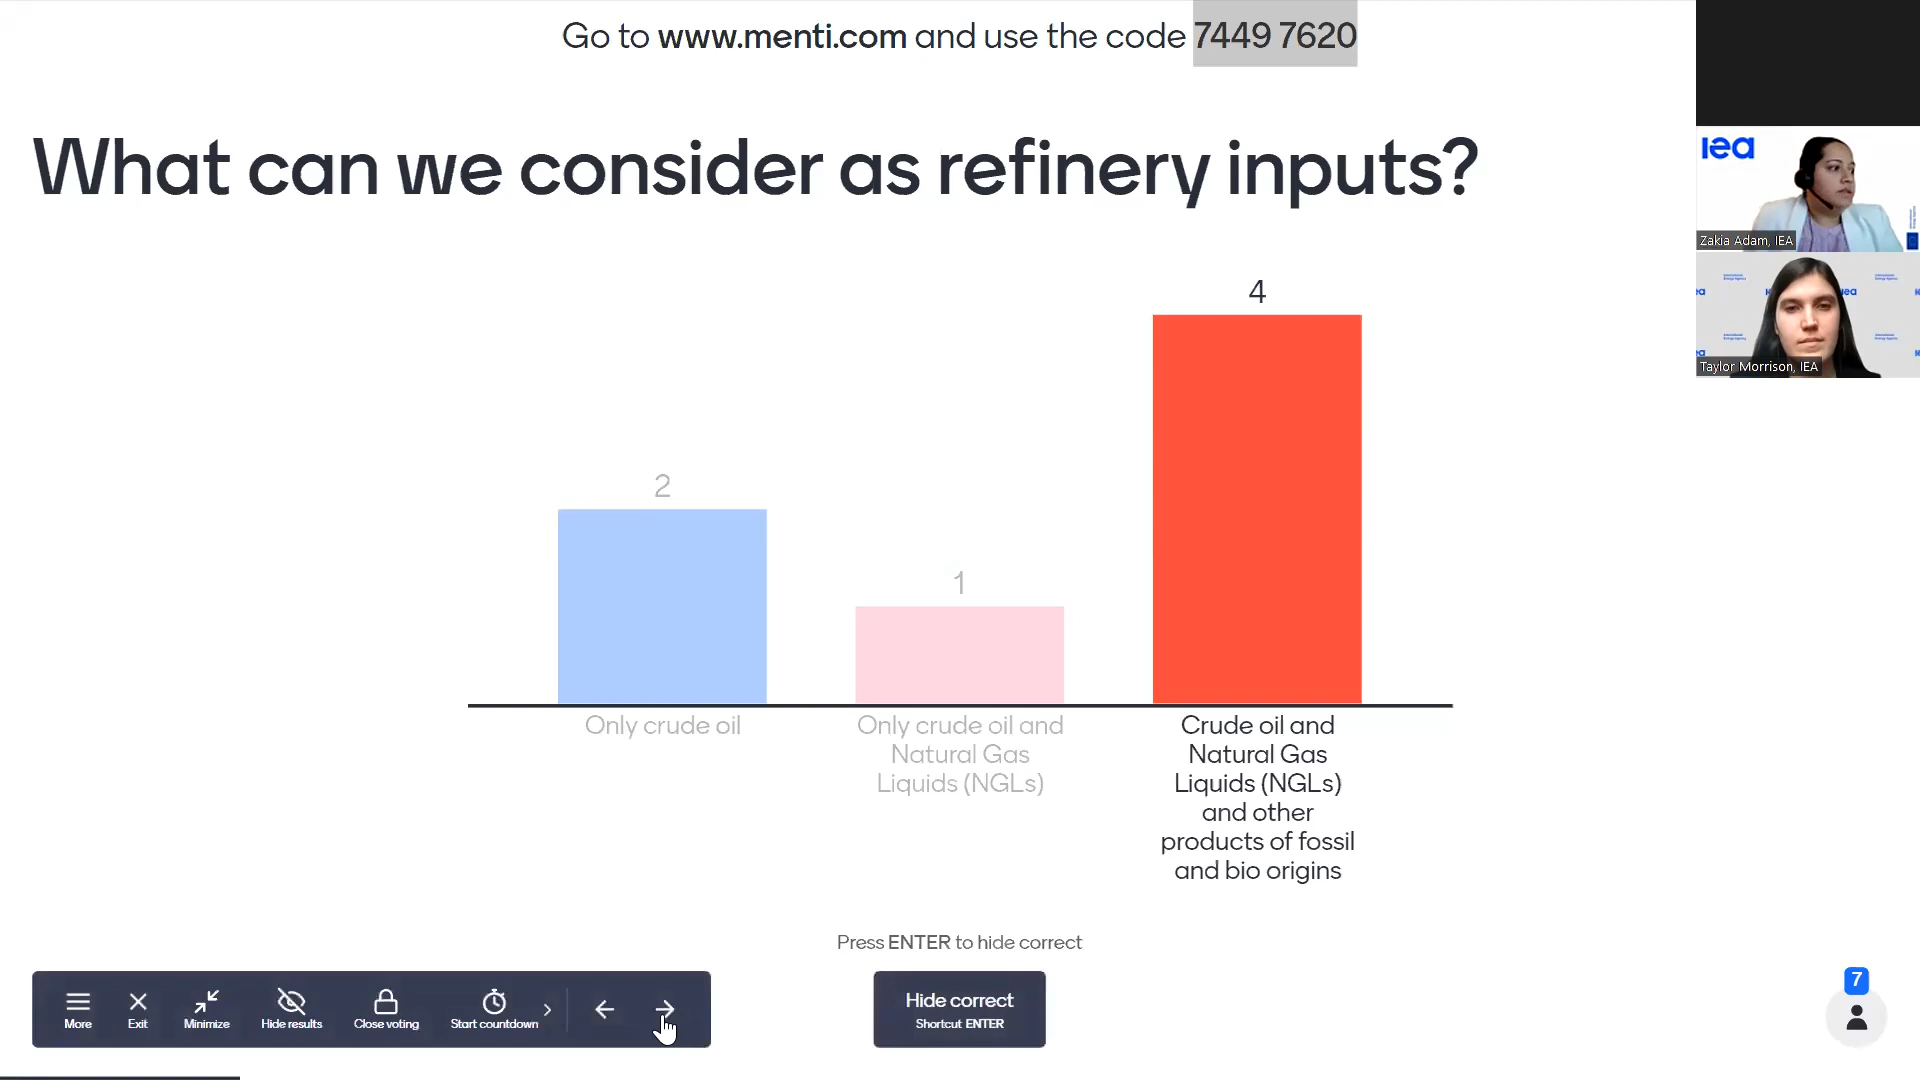 Go to www.menti.com and use the code 7449 7620
What can we consider as refinery inputs?
iea
Zakia Adam, IEA
Taylor Morrison, IEA
2
1
4
Only crude oil
Only crude oil and
Natural Gas
Liquids (NGLs)
Crude oil and
Natural Gas
Liquids (NGLs)
and other
products of fossil
and bio origins
Press ENTER to hide correct
Hide correct
Shortcut ENTER
More
Exit
Minimize
Hide results
Close voting
Start countdown
7